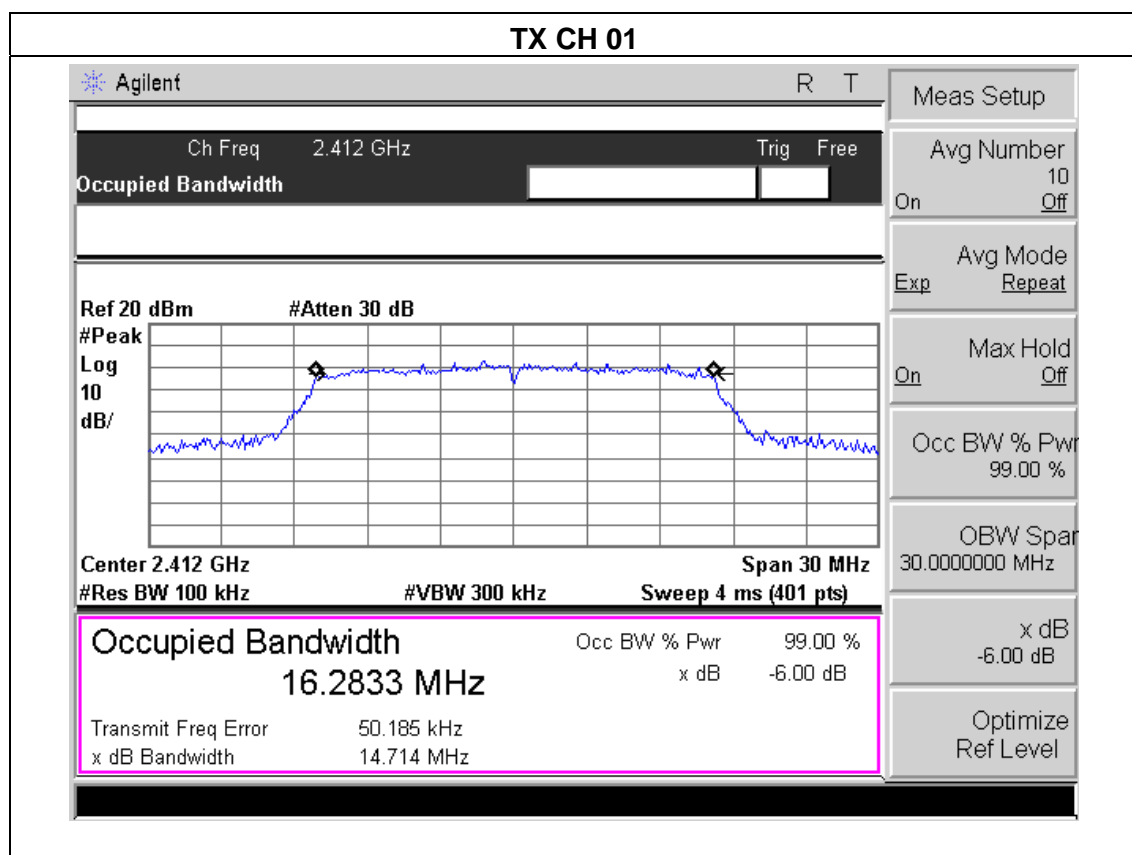 TX CH 01
Agilent R T
Ch Freq 2.412 GHz Trig Free
Occupied Bandwidth
Ref 20 dBm #Atten 30 dB
#Peak
Log
10
dB/
Center 2.412 GHz Span 30 MHz
#Res BW 100 kHz #VBW 300 kHz Sweep 4 ms (401 pts)
Occupied Bandwidth Occ BW % Pwr 99.00 %
16.2833 MHz x dB -6.00 dB
Transmit Freq Error 50.185 kHz
x dB Bandwidth 14.714 MHz
Meas Setup
Avg Number
10
On Off
Avg Mode
Exp Repeat
Max Hold
On Off
Occ BW % Pwr
99.00 %
OBW Span
30.0000000 MHz
x dB
-6.00 dB
Optimize
Ref Level